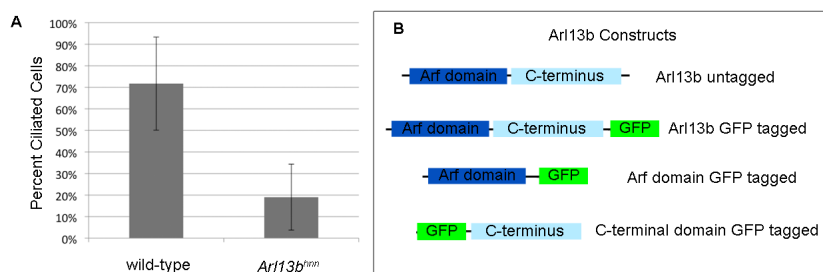 A
Percent Ciliated Cells
100%
90%
80%
70%
60%
50%
40%
30%
20%
10%
0%
wild-type
Arl13bhnn
B
Arl13b Constructs
Arf domain C-terminus Arl13b untagged
Arf domain C-terminus GFP Arl13b GFP tagged
Arf domain GFP Arf domain GFP tagged
GFP C-terminus C-terminal domain GFP tagged